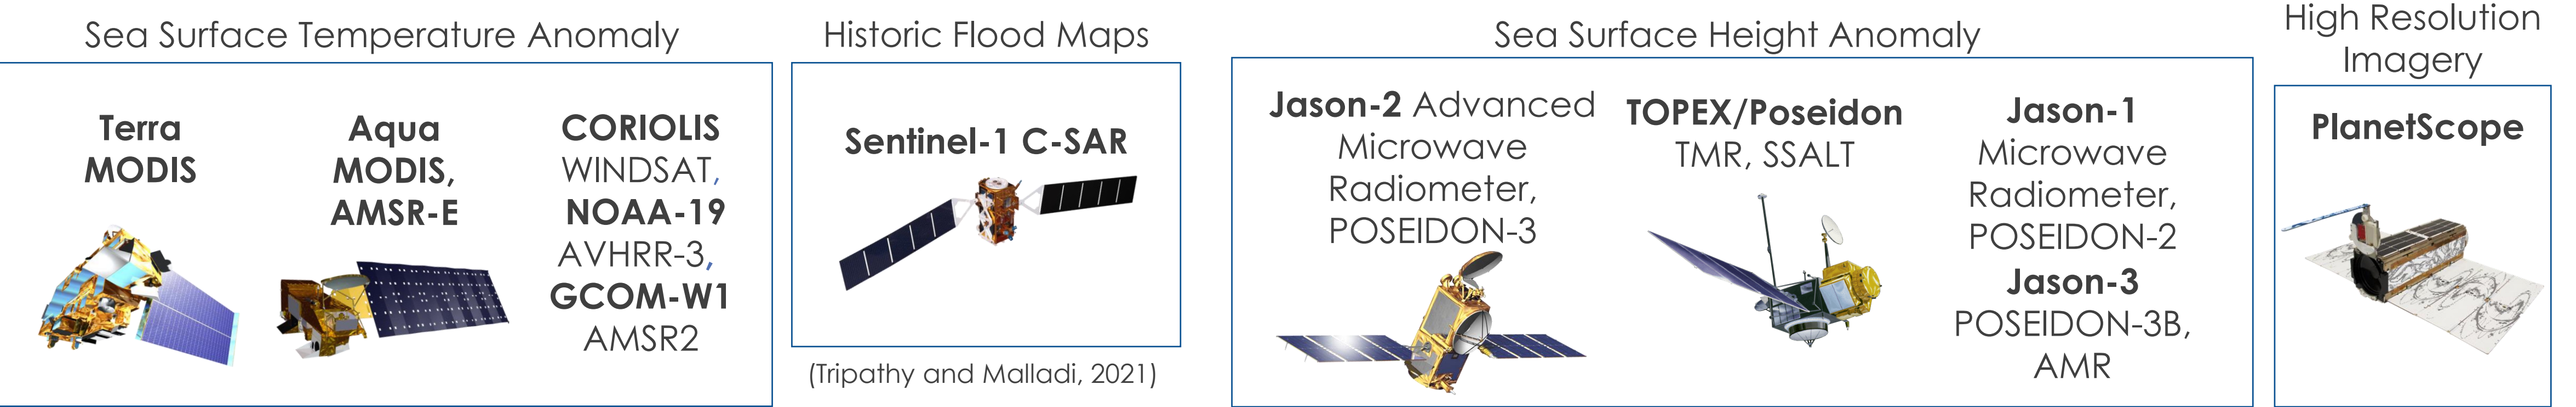 Sea Surface Temperature Anomaly
Terra
MODIS
Aqua
MODIS,
AMSR-E
CORIOLIS
WINDSAT,
NOAA-19
AVHRR-3,
GCOM-W1
AMSR2
Historic Flood Maps
Sentinel-1 C-SAR
(Tripathy and Malladi, 2021)
Sea Surface Height Anomaly
Jason-2 Advanced
Microwave
Radiometer,
POSEIDON-3
TOPEX/Poseidon
TMR, SSALT
Jason-1
Microwave
Radiometer,
POSEIDON-2
Jason-3
POSEIDON-3B,
AMR
High Resolution
Imagery
PlanetScope